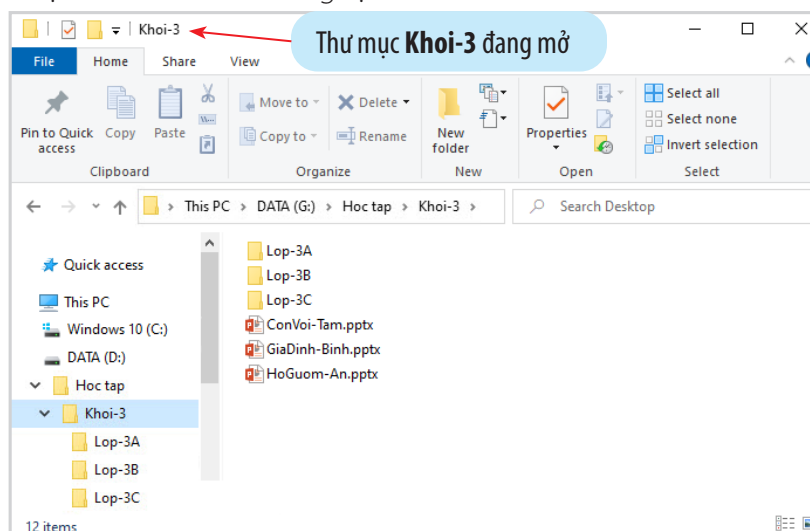 Khoi-3
Thư mục Khoi-3 đang mở
File Home Share View
Pin to Quick access
Copy
Paste
Clipboard
Move to
Copy to
Delete
Rename
Organize
New folder
New
Properties
Open
Select all
Select none
Invert selection
Select
This PC > DATA (G:) > Hoc tap > Khoi-3 >
Search Desktop
Quick access
This PC
Windows 10 (C:)
DATA (D:)
Hoc tap
Khoi-3
Lop-3A
Lop-3B
Lop-3C
Lop-3A
Lop-3B
Lop-3C
ConVoi-Tam.pptx
GiaDinh-Binh.pptx
HoGuom-An.pptx
12 items